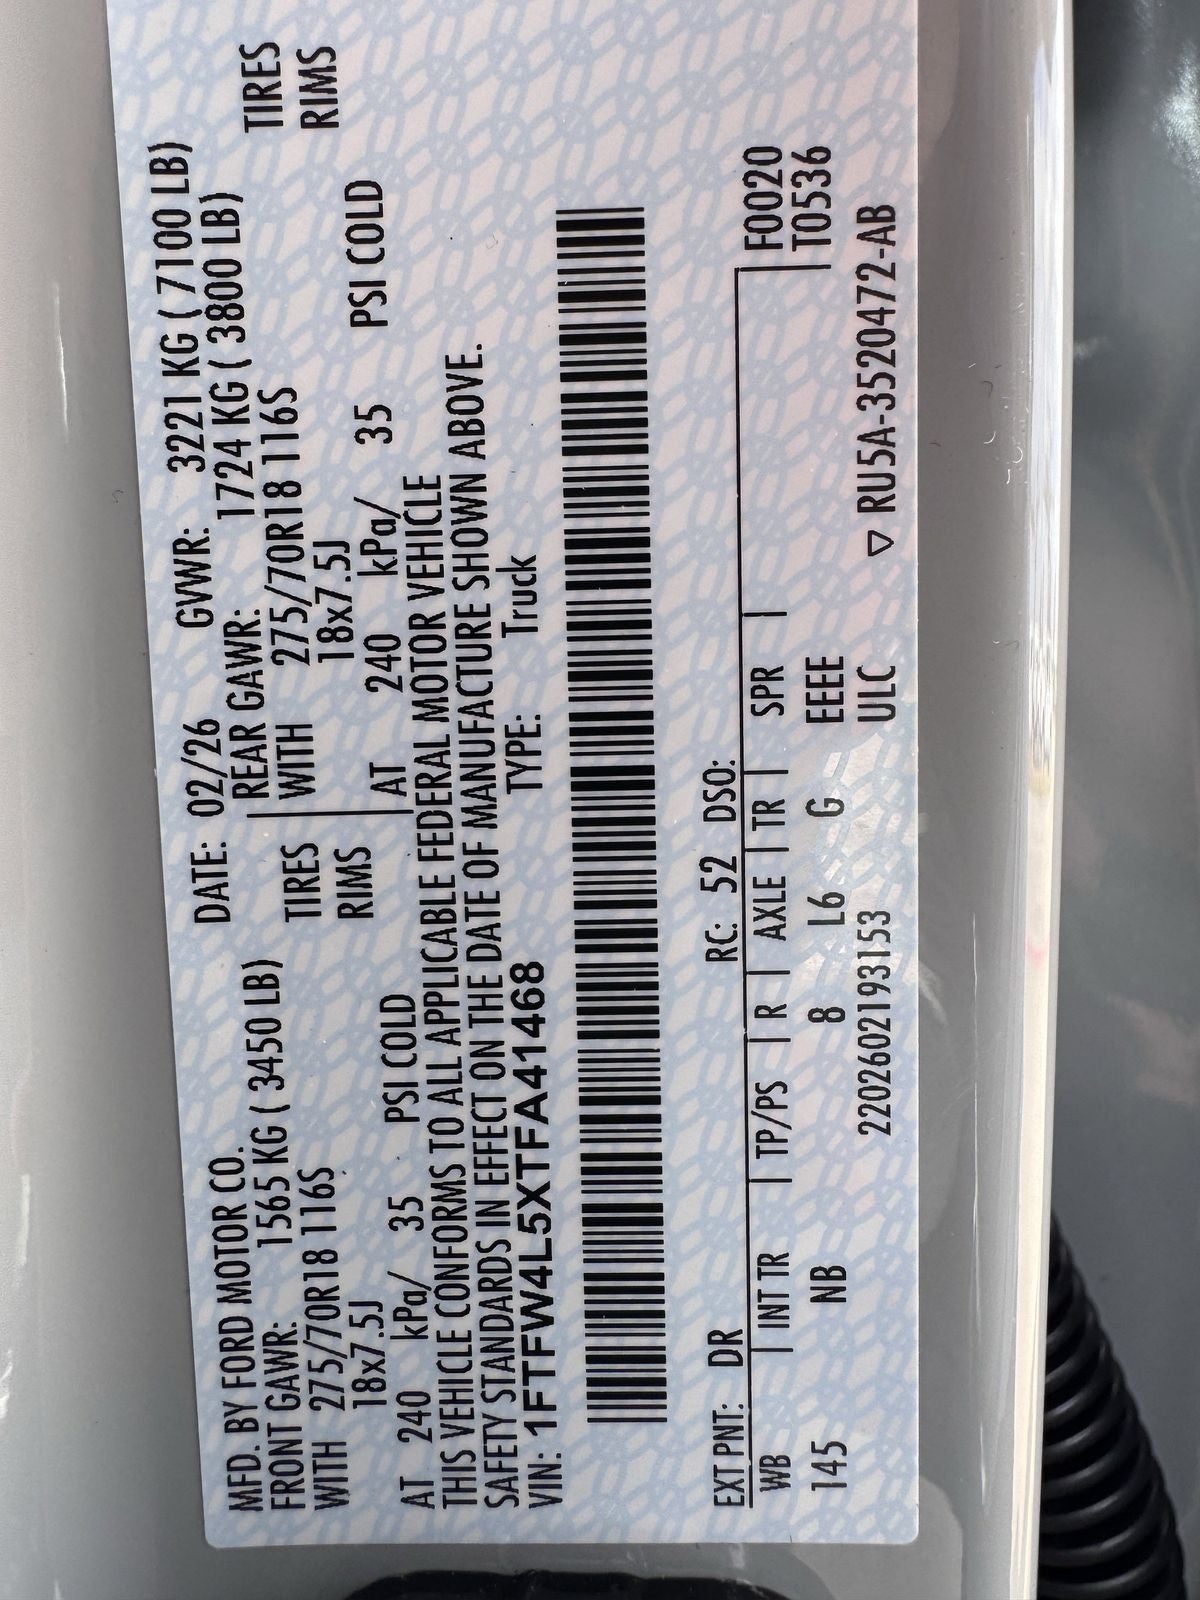 MFD. BY FORD MOTOR CO. DATE: 02/26 GVWR: 3221 KG ( 7100 LB)
FRONT GAWR: 1565 KG ( 3450 LB) REAR GAWR: 1724 KG ( 3800 LB)
WITH 275/70R18 116S TIRES WITH 275/70R18 116S TIRES
18x7.5J RIMS 18x7.5J RIMS
AT 240 kPa/ 35 PSI COLD AT 240 kPa/ 35 PSI COLD
THIS VEHICLE CONFORMS TO ALL APPLICABLE FEDERAL MOTOR VEHICLE
SAFETY STANDARDS IN EFFECT ON THE DATE OF MANUFACTURE SHOWN ABOVE.
VIN: 1FTFW4L5XTFA41468 TYPE: Truck
EXT PNT: DR RC: 52 DSO: F0020
WB INT TR TP/PS R AXLE TR SPR T0536
145 NB 8 L6 G EEEE
2202602193153 ULC ▽ RU5A-3520472-AB